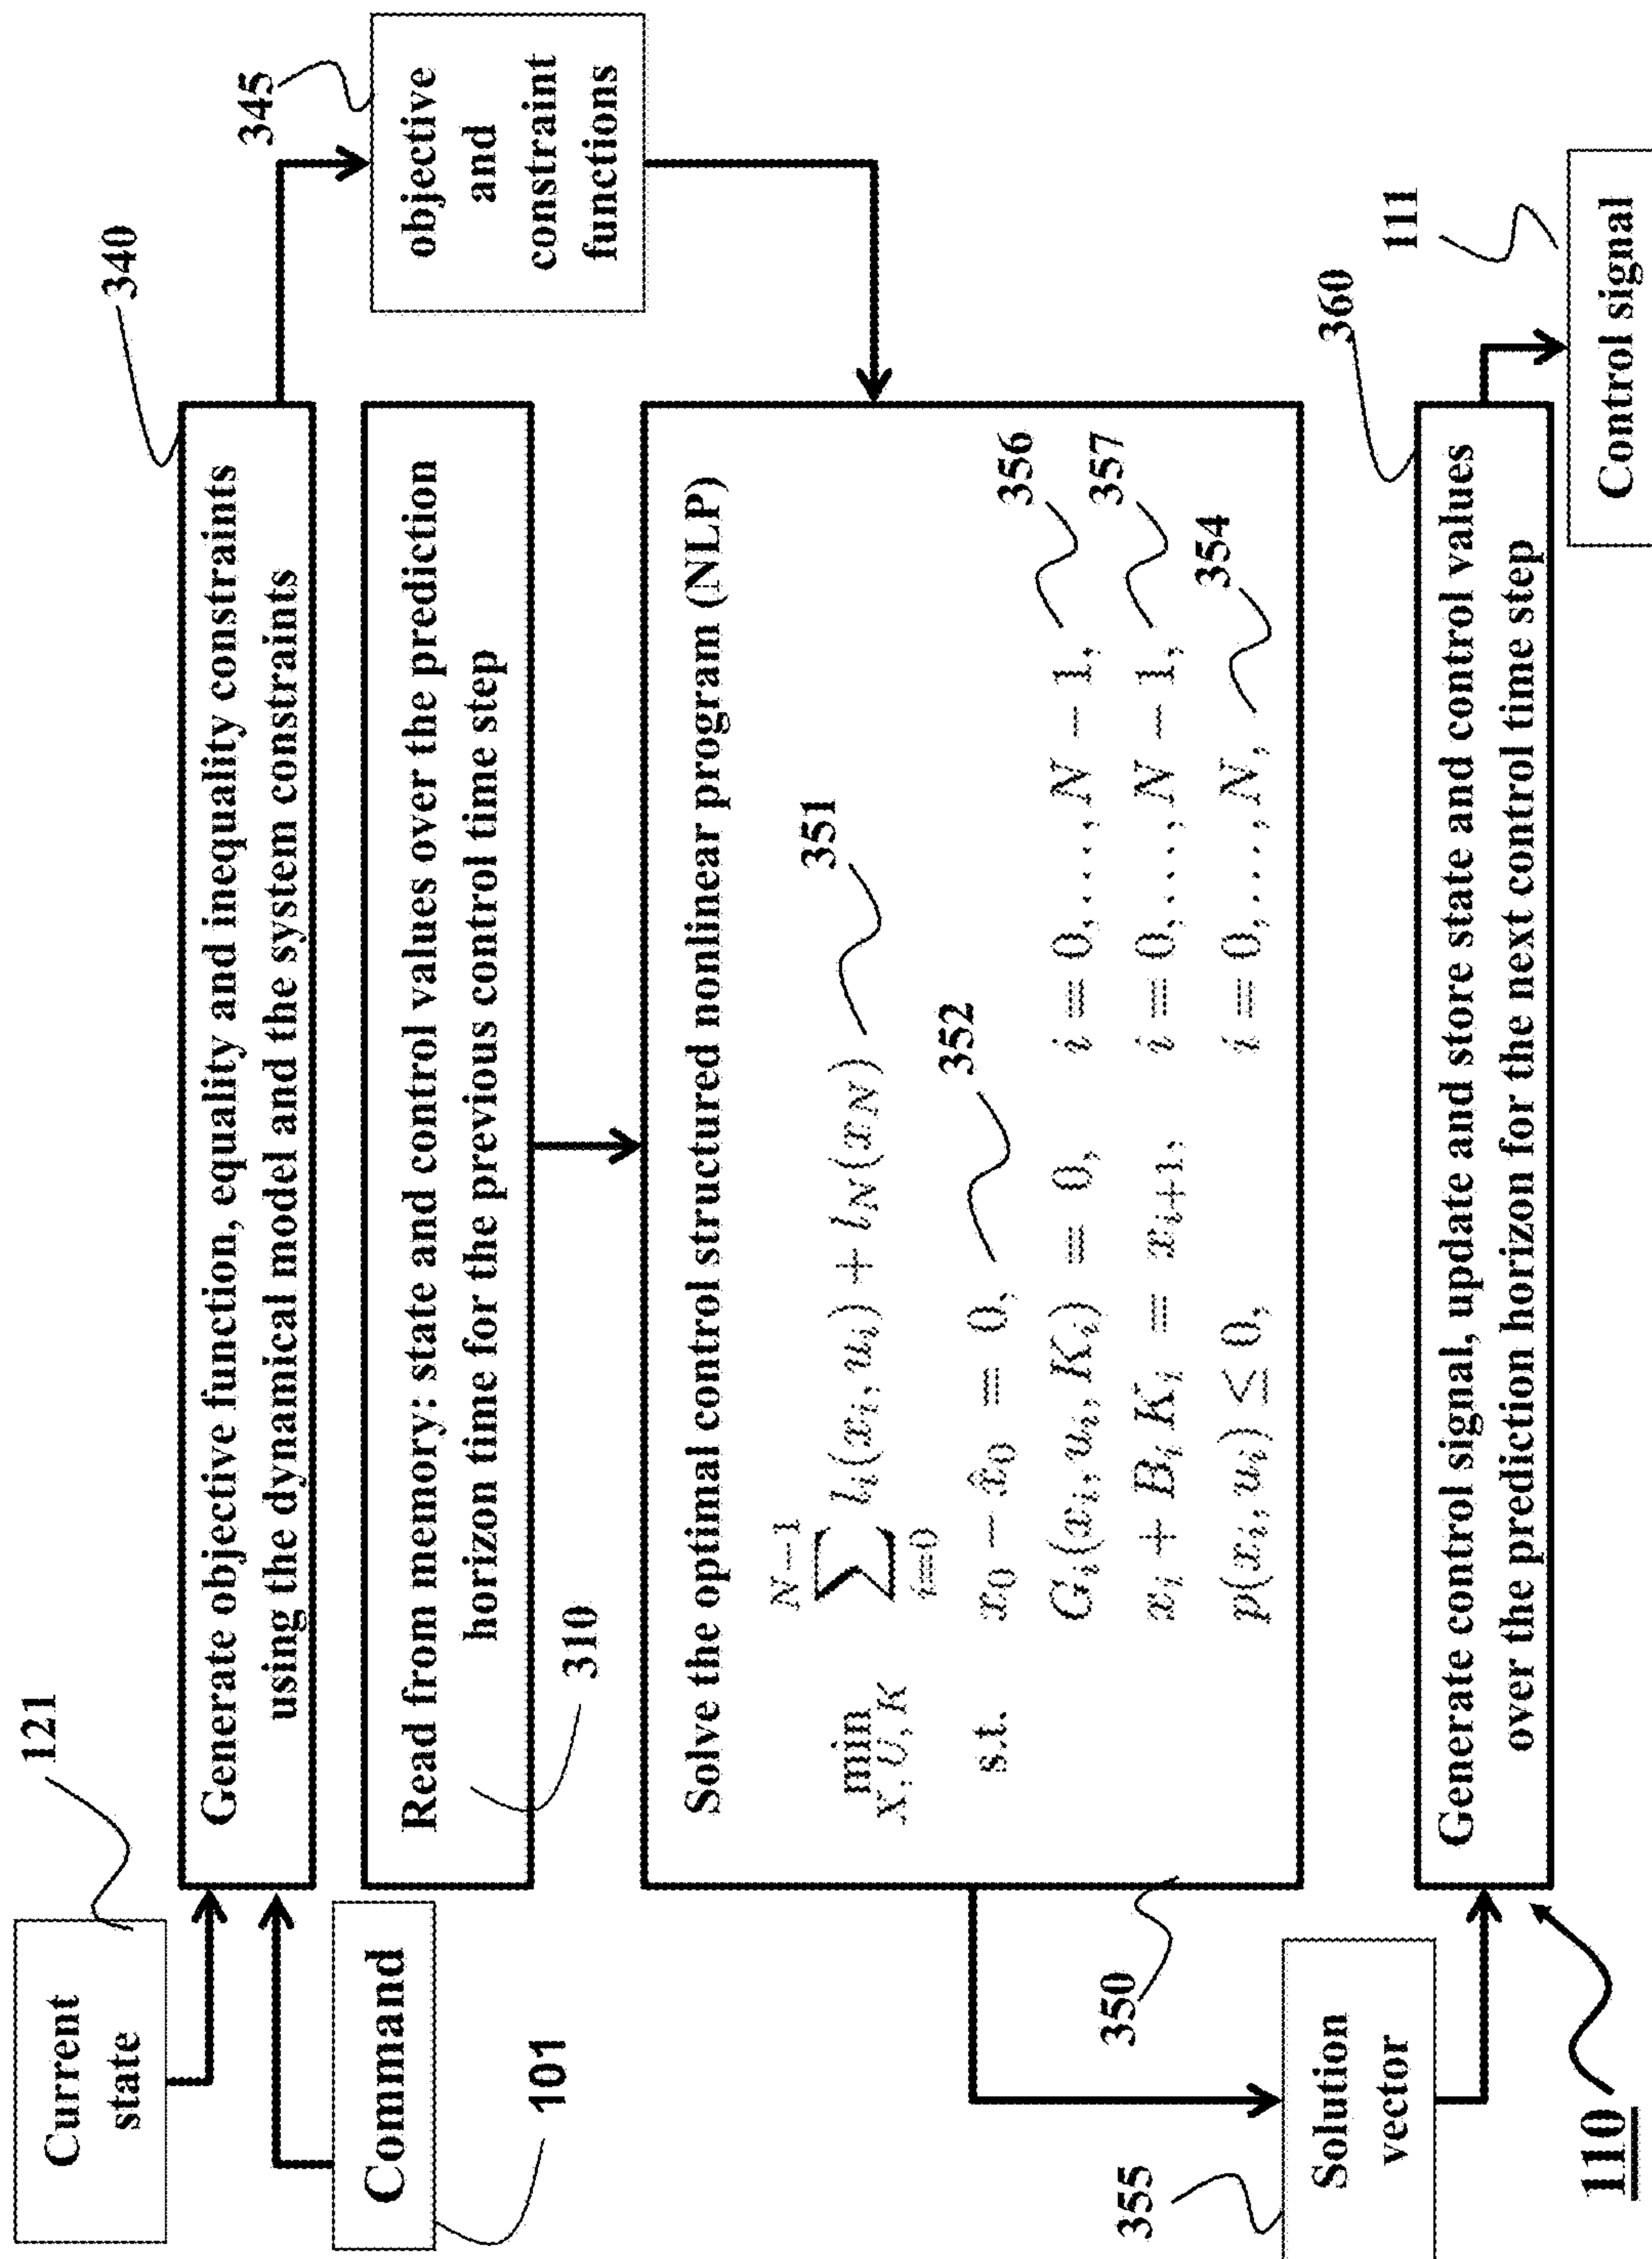 Current
state
121
Command
101
Generate objective function, equality and inequality constraints
using the dynamical model and the system constraints
340
345
objective
and
constraint
functions
Read from memory: state and control values over the prediction
horizon time for the previous control time step
310
Solve the optimal control structured nonlinear program (NLP)
min_{X,U,K} \sum_{i=0}^{N-1} l_i(x_i, u_i) + l_N(x_N)
351
s.t. x_0 − \hat{x}_0 = 0,
352
G_i(x_i, u_i, K_i) = 0, i = 0, . . . , N − 1,
356
x_i + B_i K_i = x_{i+1}, i = 0, . . . , N − 1,
357
p(x_i, u_i) ≤ 0, i = 0, . . . , N,
354
350
355
Solution
vector
Generate control signal, update and store state and control values
over the prediction horizon for the next control time step
360
111
Control signal
110